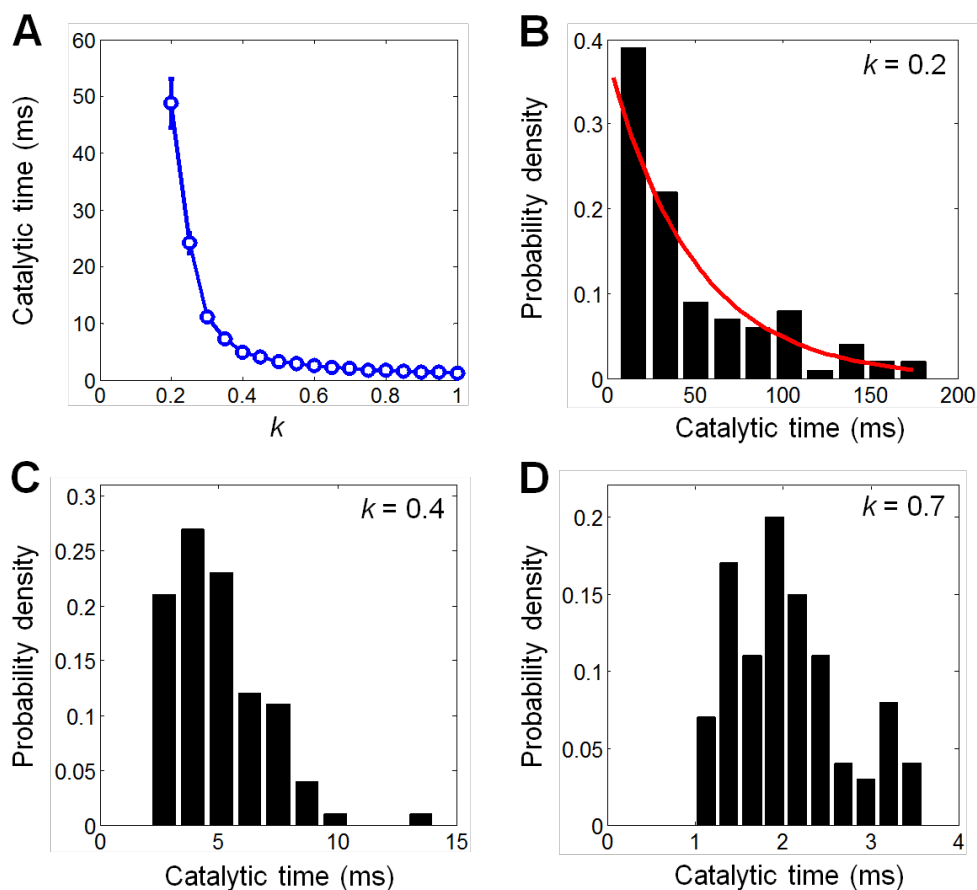 A
Catalytic time (ms)
60
50
40
30
20
10
0
0
0.2
0.4
0.6
0.8
1
k
B
Probability density
0.4
0.3
0.2
0.1
0
k = 0.2
0
50
100
150
200
Catalytic time (ms)
C
Probability density
0.3
0.25
0.2
0.15
0.1
0.05
0
k = 0.4
0
5
10
15
Catalytic time (ms)
D
Probability density
0.2
0.15
0.1
0.05
0
k = 0.7
0
1
2
3
4
Catalytic time (ms)